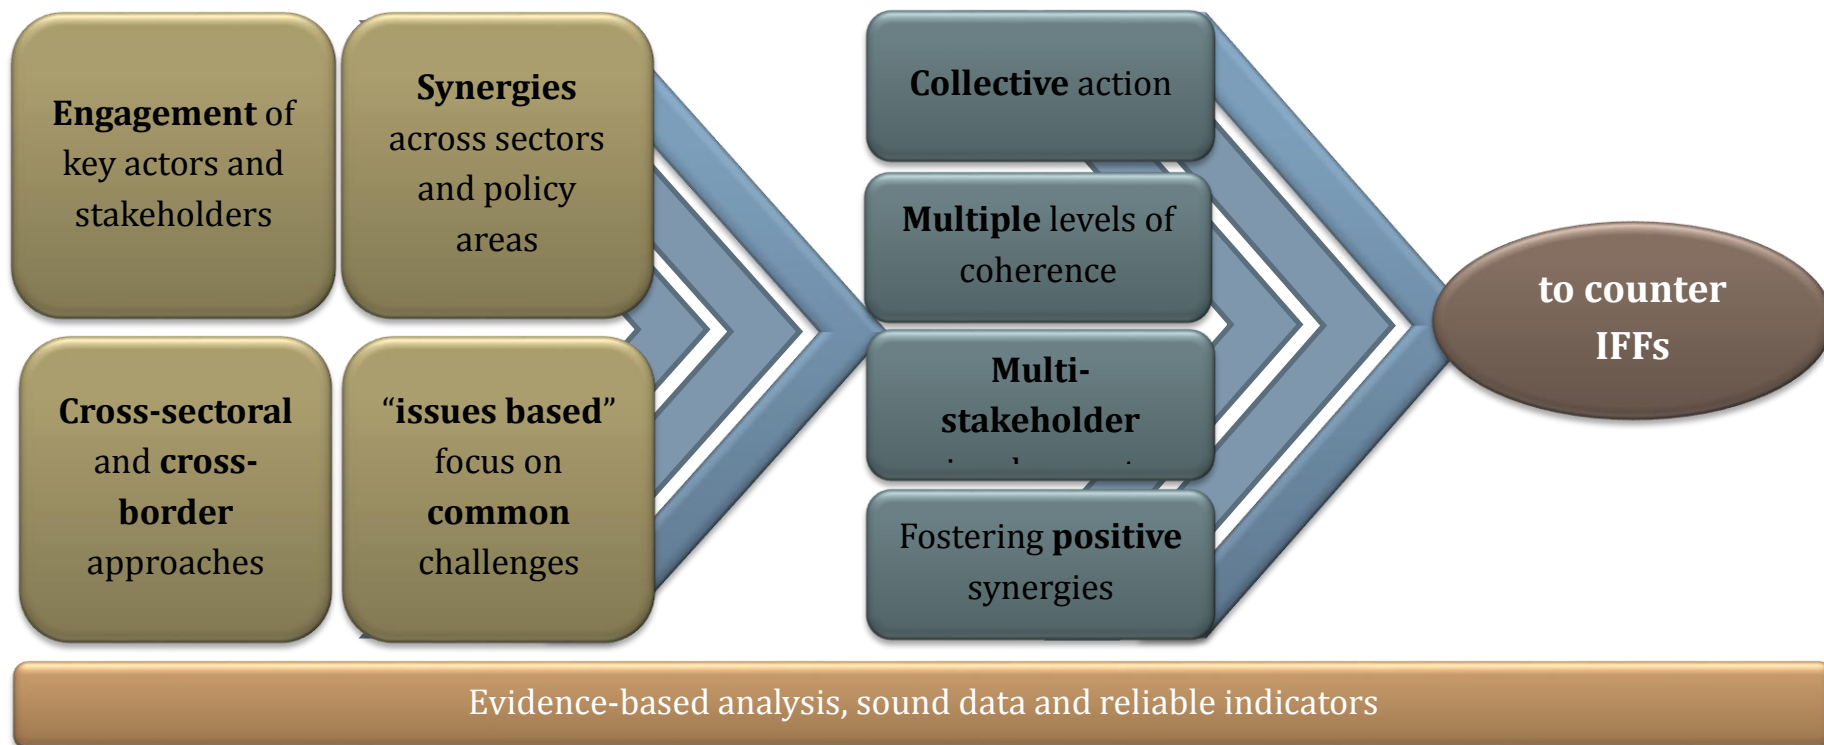 Engagement of
key actors and
stakeholders
Synergies
across sectors
and policy
areas
Cross-sectoral
and cross-
border
approaches
“issues based”
focus on
common
challenges
Collective action
Multiple levels of
coherence
Multi-
stakeholder
Fostering positive
synergies
to counter
IFFs
Evidence-based analysis, sound data and reliable indicators